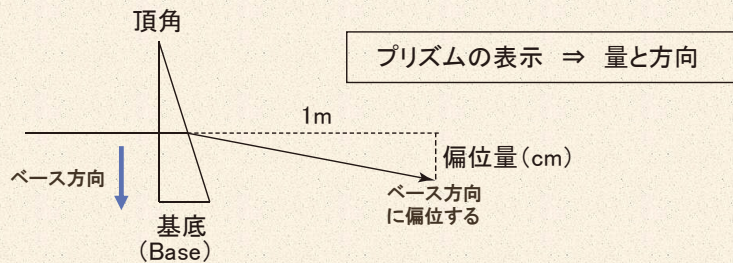 頂角
プリズムの表示 ⇒ 量と方向
1m
偏位量(cm)
ベース方向
ベース方向
に偏位する
基底
(Base)